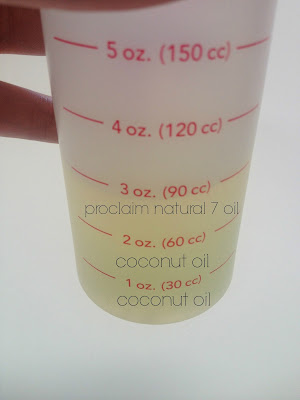 5 oz. (150 cc)
4 oz. (120 cc)
3 oz. (90 cc)
proclaim natural 7 oil
2 oz. (60 cc)
coconut oil
1 oz. (30 cc)
coconut oil